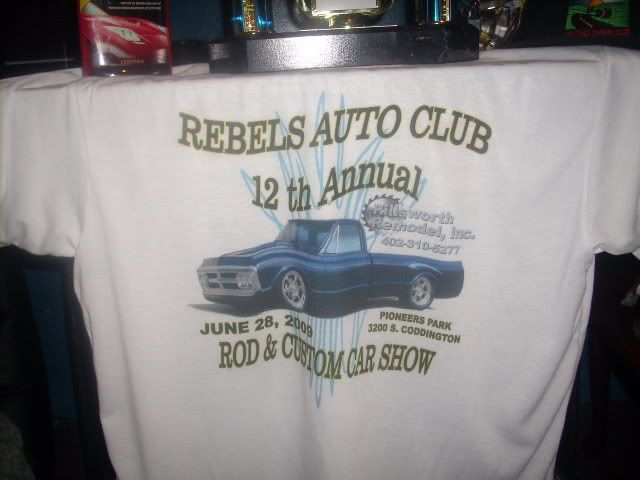 REBELS AUTO CLUB
12 th Annual
Remodel, Inc.
402-310-5277
JUNE 28, 2009
PIONEERS PARK
3200 S. CODDINGTON
ROD & CUSTOM CAR SHOW